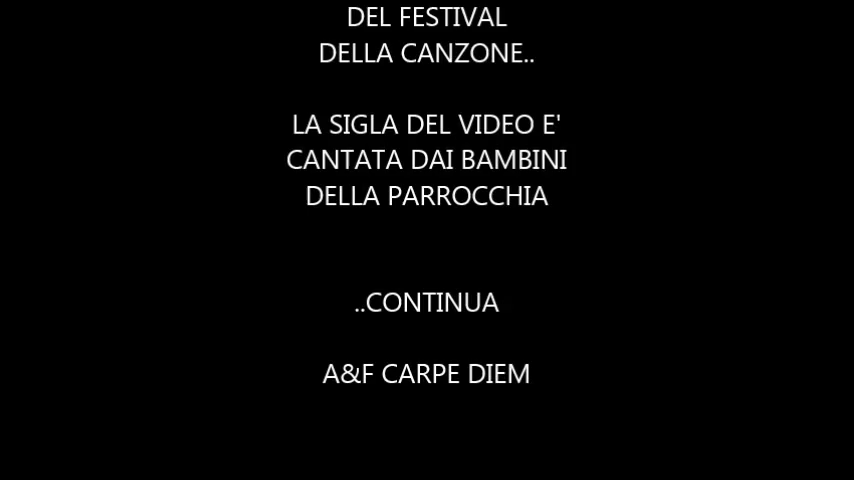 DEL FESTIVAL
DELLA CANZONE..
LA SIGLA DEL VIDEO E'
CANTATA DAI BAMBINI
DELLA PARROCCHIA
..CONTINUA
A&F CARPE DIEM